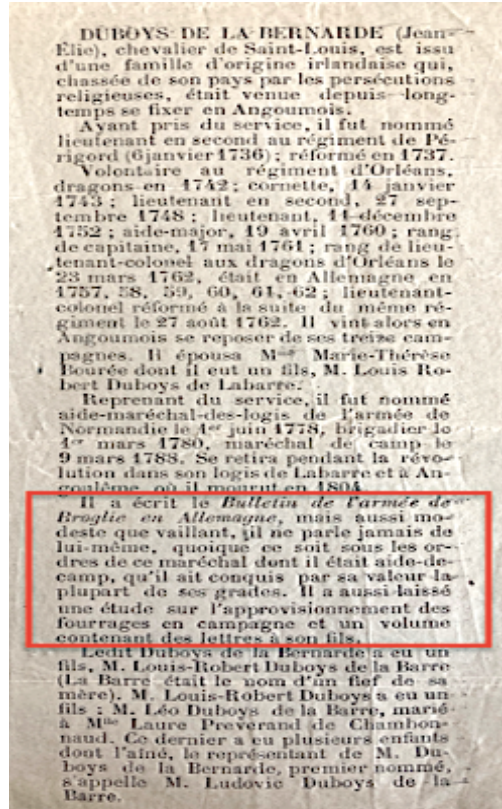 DUBOYS DE LA BERNARDE (Jean-
Élie), chevalier de Saint-Louis, est issu
d'une famille d'origine irlandaise qui,
chassée de son pays par les persécutions
religieuses, était venue depuis long-
temps se fixer en Angoumois.
Ayant pris du service, il fut nommé
lieutenant en second au régiment de Pé-
rigord (6 janvier 1736) ; réformé en 1737.
Volontaire au régiment d'Orléans,
dragons en 1742 ; cornette, 14 janvier
1743 ; lieutenant en second, 27 sep-
tembre 1748 ; lieutenant, 11 décembre
1752 ; aide-major, 19 avril 1760 ; rang
de capitaine, 17 mai 1761 ; rang de lieu-
tenant-colonel aux dragons d'Orléans le
23 mars 1762, était en Allemagne en
1757, 58, 59, 60, 61, 62 ; lieutenant-
colonel réformé à la suite du même ré-
giment le 27 août 1762. Il vint alors en
Angoumois se reposer de ses treize cam-
pagnes. Il épousa Mlle Marie-Thérèse
Bourée dont il eut un fils, M. Louis Ro-
bert Duboys de Labarre.
Reprenant du service, il fut nommé
aide-maréchal-des-logis de l'armée de
Normandie le 1er juin 1778, brigadier le
1er mars 1780, maréchal de camp le
9 mars 1788. Se retira pendant la révo-
lution dans son logis de Labarre et à An-
goulême, où il mourut en 1804.
Il a écrit le Bulletin de l'armée de
Broglie en Allemagne, mais aussi mo-
deste que vaillant, il ne parle jamais de
lui-même, quoique ce soit sous les or-
dres de ce maréchal dont il était aide-de-
camp, qu'il ait conquis par sa valeur la
plupart de ses grades. Il a aussi laissé
une étude sur l'approvisionnement des
fourrages en campagne et un volume
contenant des lettres à son fils.
Ledit Duboys de la Bernarde a eu un
fils, M. Louis-Robert Duboys de la Barre
(La Barre était le nom d'un fief de sa
mère). M. Louis-Robert Duboys a eu un
fils : M. Léo Duboys de la Barre, marié
à Mlle Laure Preverand de Chambon-
naud. Ce dernier a eu plusieurs enfants
dont l'aîné, le représentant de M. Du-
boys de la Bernarde, premier nommé,
s'appelle M. Ludovic Duboys de la
Barre.